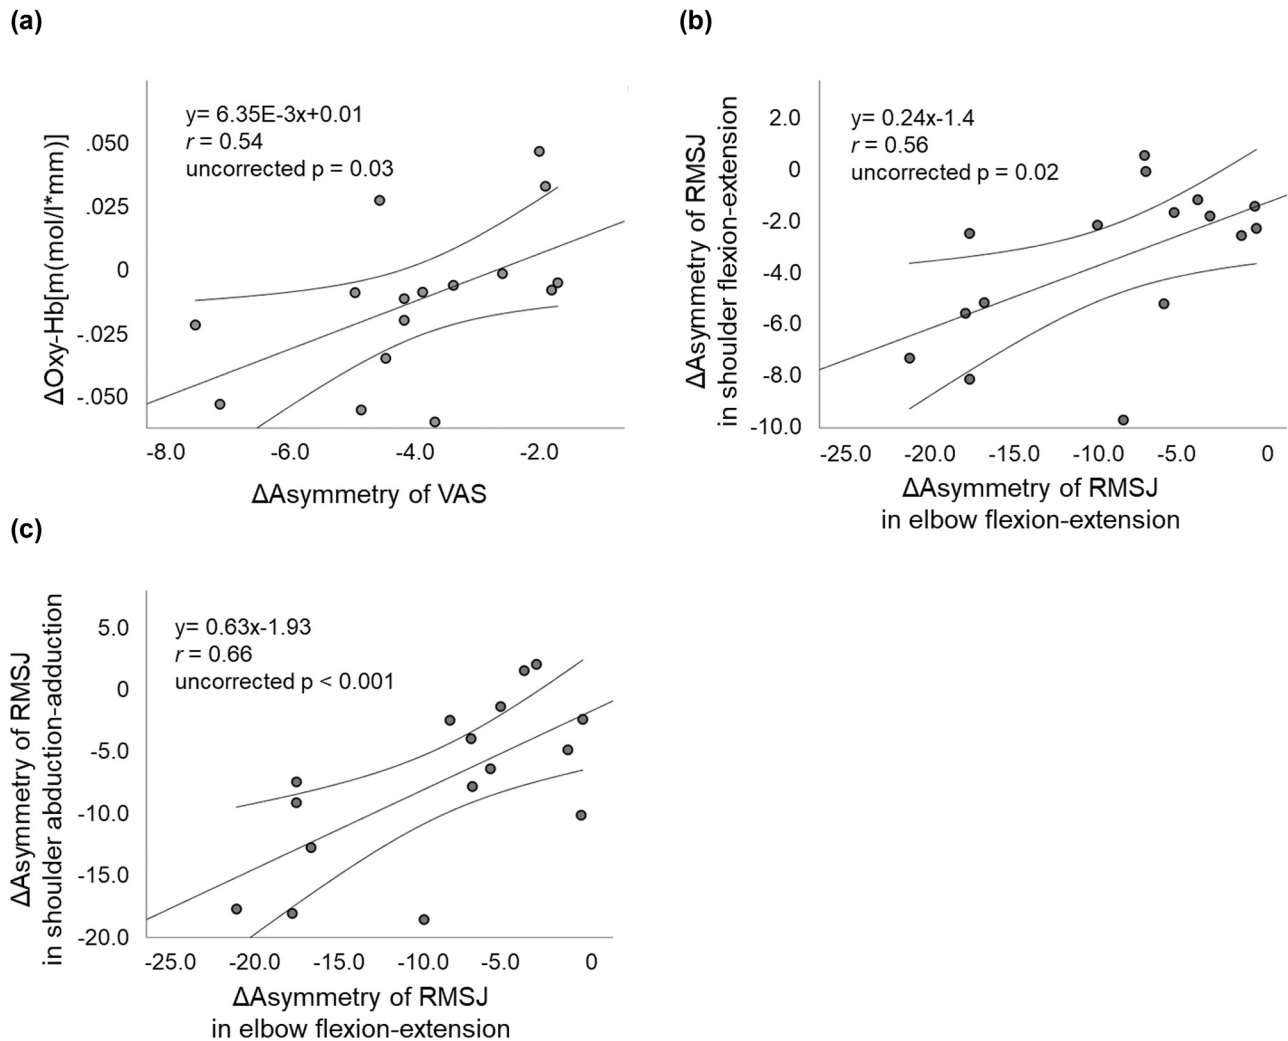 (a)
y= 6.35E-3x+0.01
r = 0.54
uncorrected p = 0.03
ΔOxy-Hb[m(mol/l*mm)]
.050
.025
0
-.025
-.050
-8.0
-6.0
-4.0
-2.0
ΔAsymmetry of VAS
(b)
y= 0.24x-1.4
r = 0.56
uncorrected p = 0.02
ΔAsymmetry of RMSJ
in shoulder flexion-extension
2.0
0
-2.0
-4.0
-6.0
-8.0
-10.0
-25.0
-20.0
-15.0
-10.0
-5.0
0
ΔAsymmetry of RMSJ
in elbow flexion-extension
(c)
y= 0.63x-1.93
r = 0.66
uncorrected p < 0.001
ΔAsymmetry of RMSJ
in shoulder abduction-adduction
5.0
0
-5.0
-10.0
-15.0
-20.0
-25.0
-20.0
-15.0
-10.0
-5.0
0
ΔAsymmetry of RMSJ
in elbow flexion-extension